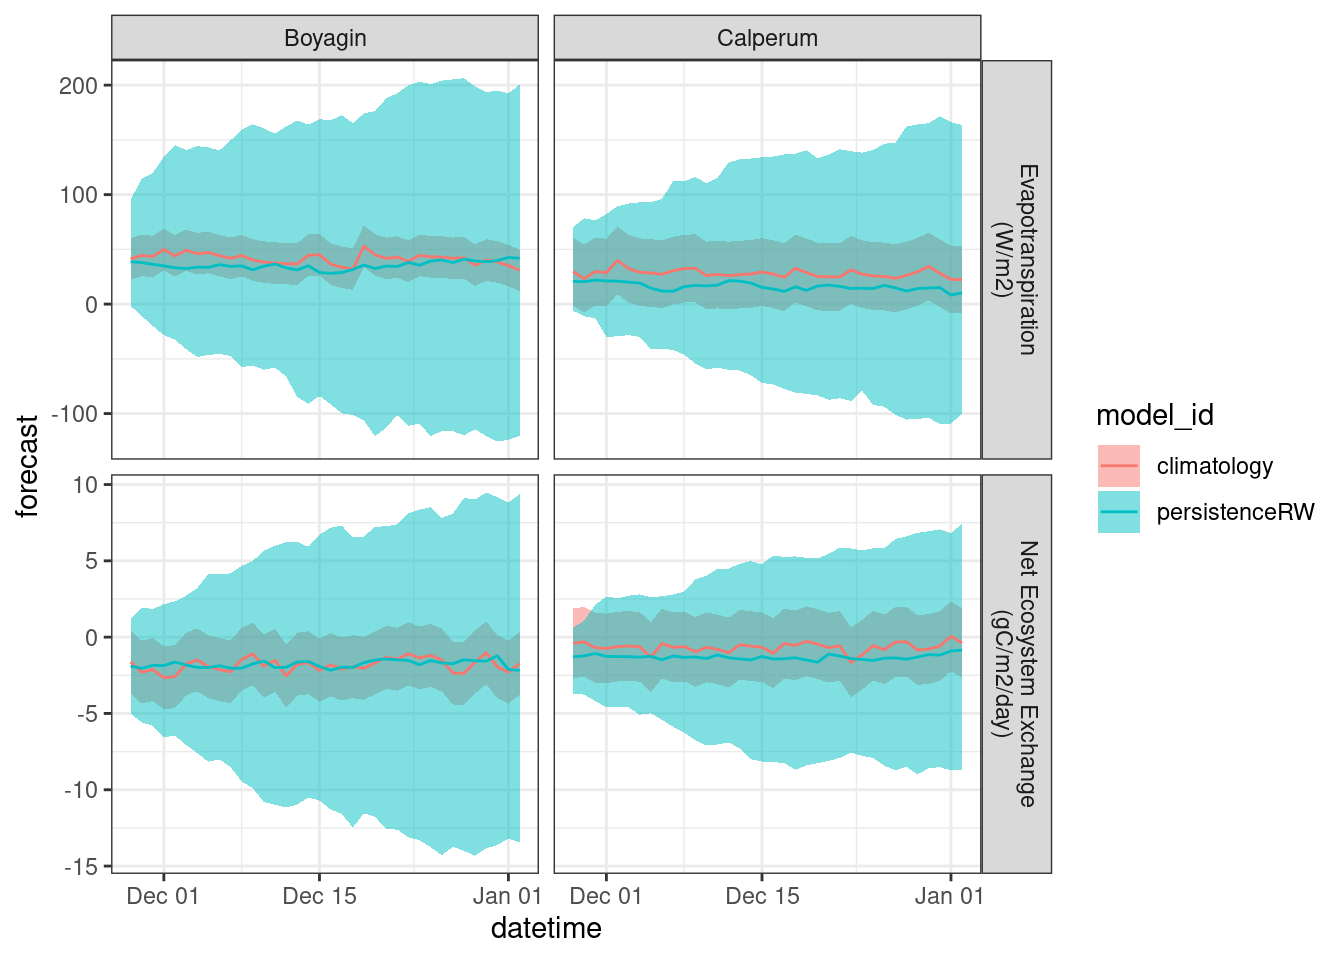 Boyagin
Calperum
200
100
0
-100
Evapotranspiration
(W/m2)
10
5
0
-5
-10
-15
Net Ecosystem Exchange
(gC/m2/day)
forecast
Dec 01
Dec 15
Jan 01
Dec 01
Dec 15
Jan 01
datetime
model_id
climatology
persistenceRW